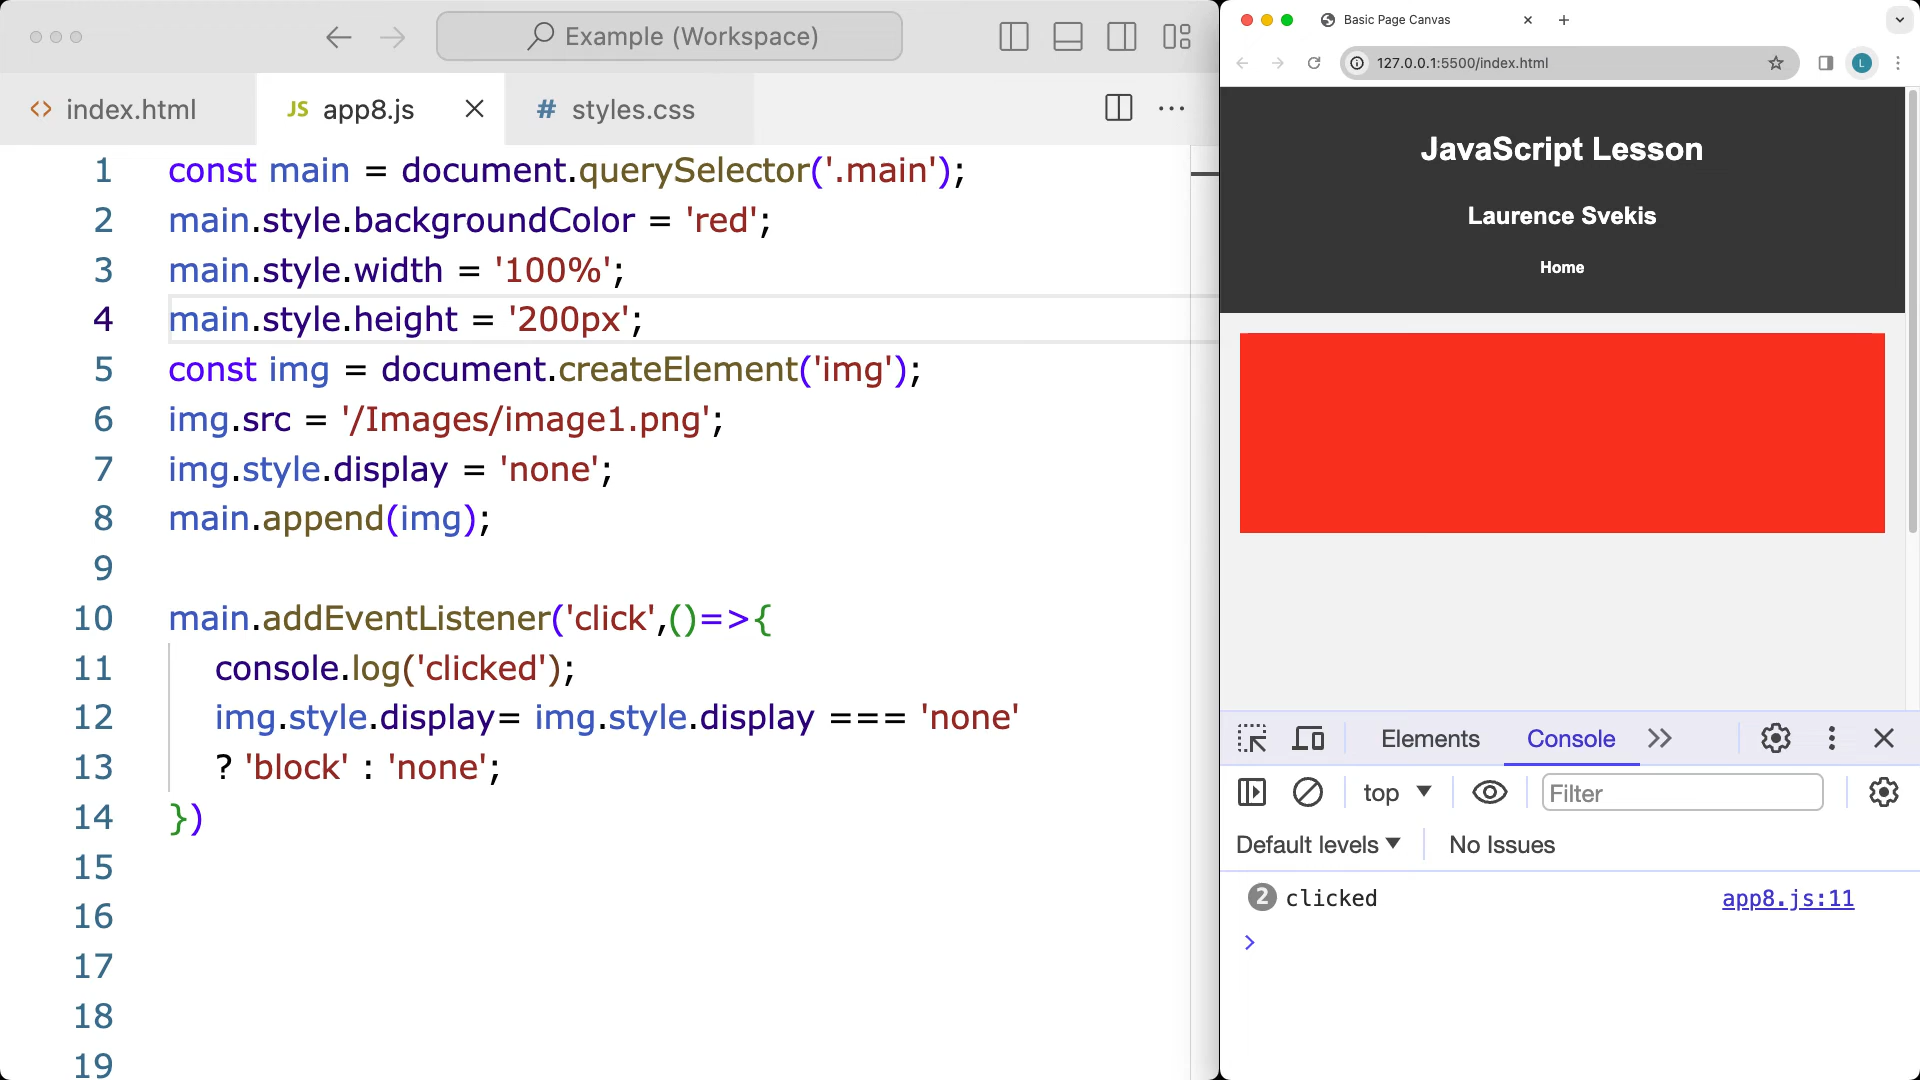 Example (Workspace)
index.html
JS app8.js
# styles.css
1 const main = document.querySelector('.main');
2 main.style.backgroundColor = 'red';
3 main.style.width = '100%';
4 main.style.height = '200px';
5 const img = document.createElement('img');
6 img.src = '/Images/image1.png';
7 img.style.display = 'none';
8 main.append(img);
9
10 main.addEventListener('click',()=>{
11 console.log('clicked');
12 img.style.display= img.style.display === 'none'
13 ? 'block' : 'none';
14 })
15
16
17
18
19
Basic Page Canvas
127.0.0.1:5500/index.html
L
JavaScript Lesson
Laurence Svekis
Home
Elements
Console
top
Filter
Default levels
No Issues
2 clicked
app8.js:11